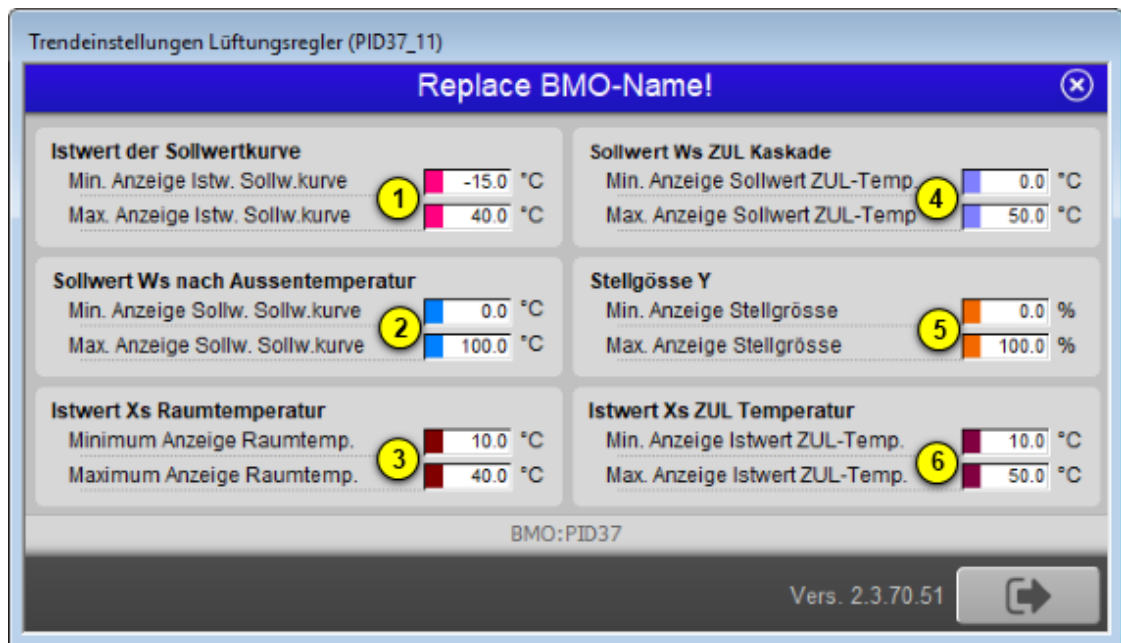 Trendeinstellungen Lüftungsregler (PID37_11)
Replace BMO-Name!
Istwert der Sollwertkurve
Min. Anzeige Istw. Sollw.kurve 1 -15.0 °C
Max. Anzeige Istw. Sollw.kurve 40.0 °C
Sollwert Ws nach Aussentemperatur
Min. Anzeige Sollw. Sollw.kurve 2 0.0 °C
Max. Anzeige Sollw. Sollw.kurve 100.0 °C
Istwert Xs Raumtemperatur
Minimum Anzeige Raumtemp. 3 10.0 °C
Maximum Anzeige Raumtemp. 40.0 °C
Sollwert Ws ZUL Kaskade
Min. Anzeige Sollwert ZUL-Temp. 4 0.0 °C
Max. Anzeige Sollwert ZUL-Temp 50.0 °C
Stellgösse Y
Min. Anzeige Stellgrösse 5 0.0 %
Max. Anzeige Stellgrösse 100.0 %
Istwert Xs ZUL Temperatur
Min. Anzeige Istwert ZUL-Temp. 6 10.0 °C
Max. Anzeige Istwert ZUL-Temp. 50.0 °C
BMO:PID37
Vers. 2.3.70.51